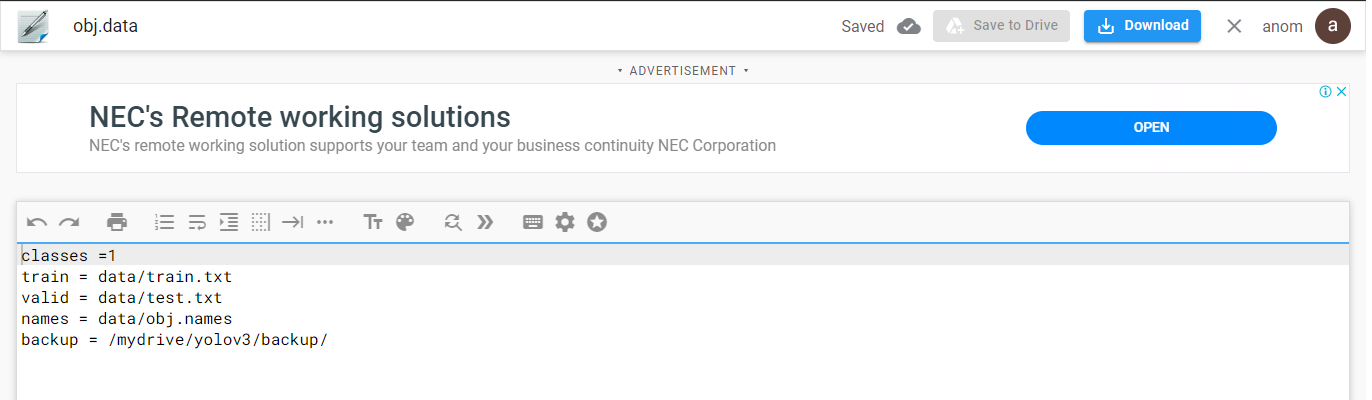 obj.data
Saved
Save to Drive
Download
anom
a
ADVERTISEMENT
NEC's Remote working solutions
NEC's remote working solution supports your team and your business continuity NEC Corporation
OPEN
classes =1
train = data/train.txt
valid = data/test.txt
names = data/obj.names
backup = /mydrive/yolov3/backup/